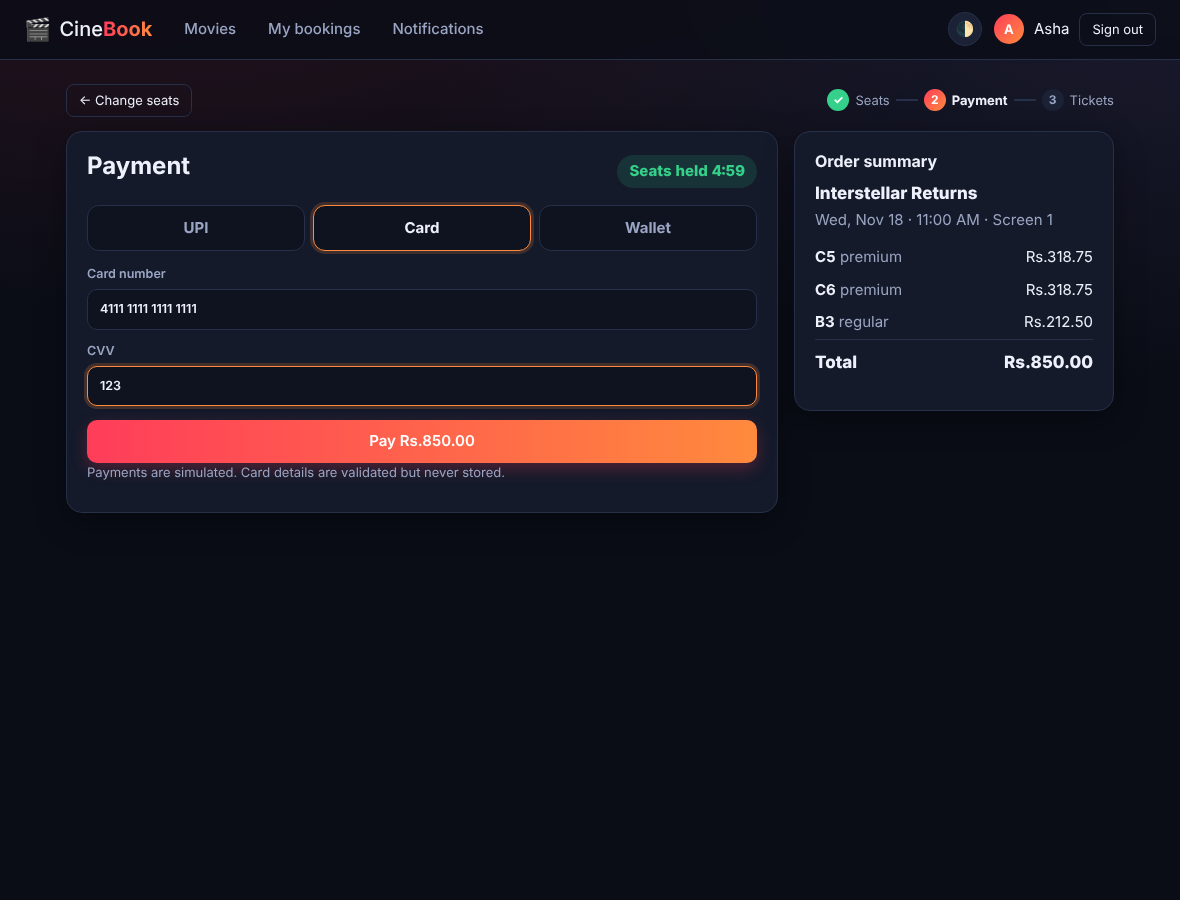 CineBook Movies My bookings Notifications A Asha Sign out
← Change seats
Seats 2 Payment 3 Tickets
Payment
Seats held 4:59
UPI Card Wallet
Card number
4111 1111 1111 1111
CVV
123
Pay Rs.850.00
Payments are simulated. Card details are validated but never stored.
Order summary
Interstellar Returns
Wed, Nov 18 · 11:00 AM · Screen 1
C5 premium Rs.318.75
C6 premium Rs.318.75
B3 regular Rs.212.50
Total Rs.850.00